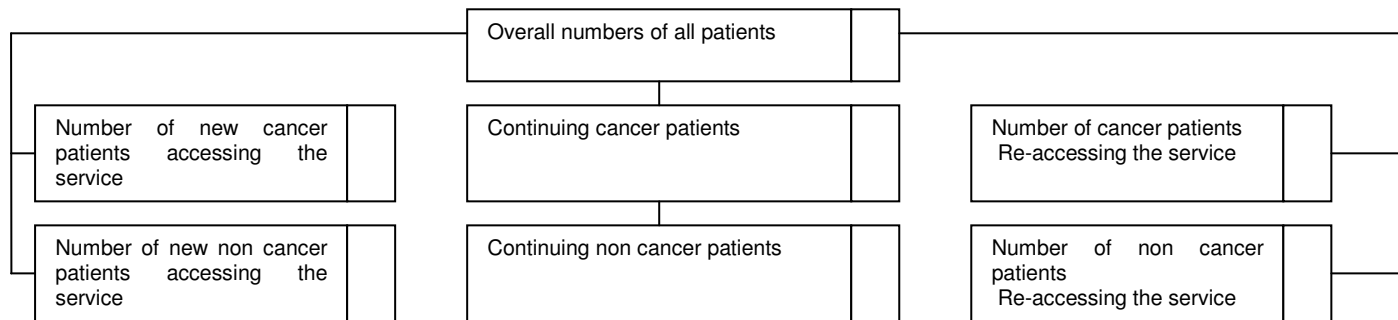 Overall numbers of all patients
Number of new cancer
patients accessing the
service
Continuing cancer patients
Number of cancer patients
Re-accessing the service
Number of new non cancer
patients accessing the
service
Continuing non cancer patients
Number of non cancer
patients
Re-accessing the service